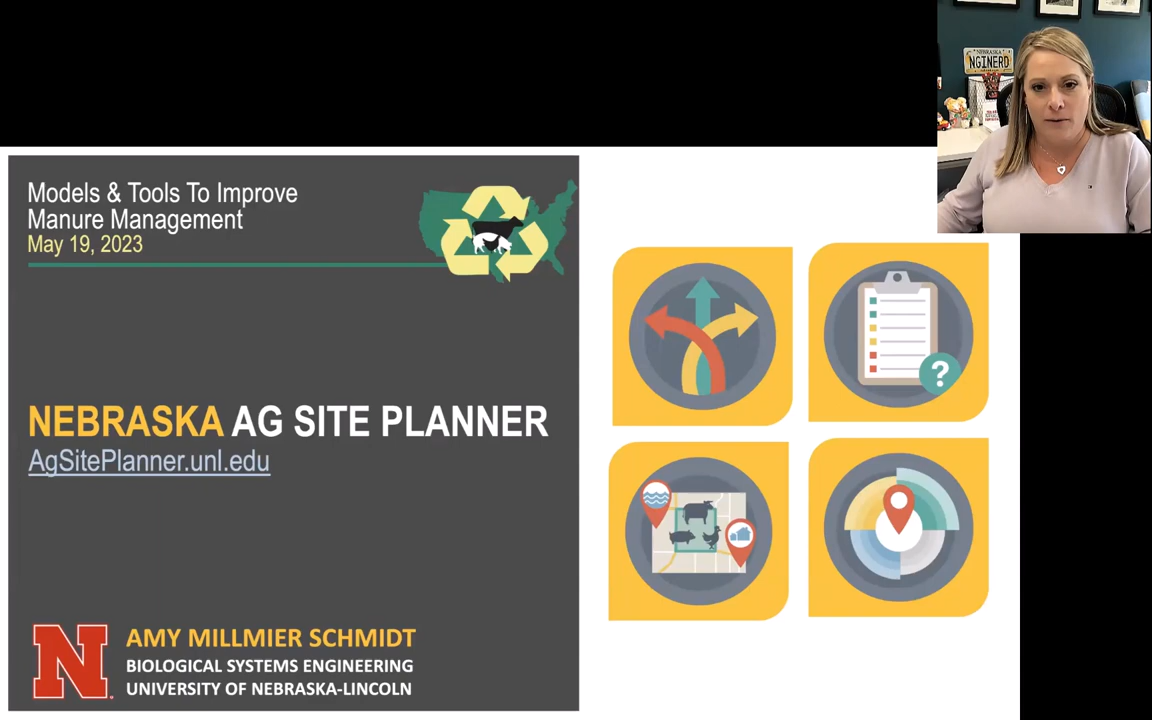 NEBRASKA
NGINERD
Models & Tools To Improve
Manure Management
May 19, 2023
?
NEBRASKA AG SITE PLANNER
AgSitePlanner.unl.edu
N
AMY MILLMIER SCHMIDT
BIOLOGICAL SYSTEMS ENGINEERING
UNIVERSITY OF NEBRASKA-LINCOLN